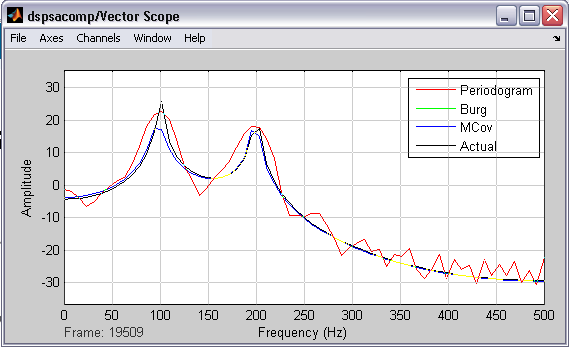 dspsacomp/Vector Scope
File Axes Channels Window Help
30
20
10
0
-10
-20
-30
Amplitude
Periodogram
Burg
MCov
Actual
0 50 100 150 200 250 300 350 400 450 500
Frame: 19509 Frequency (Hz)